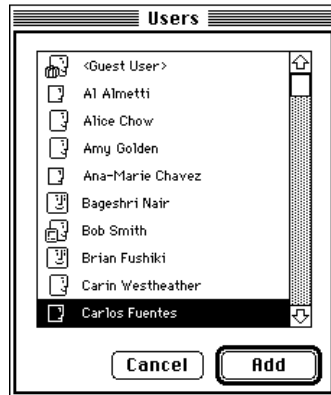 Users
<Guest User>
Al Almetti
Alice Chow
Amy Golden
Ana-Marie Chavez
Bageshri Nair
Bob Smith
Brian Fushiki
Carin Westheather
Carlos Fuentes
Cancel
Add